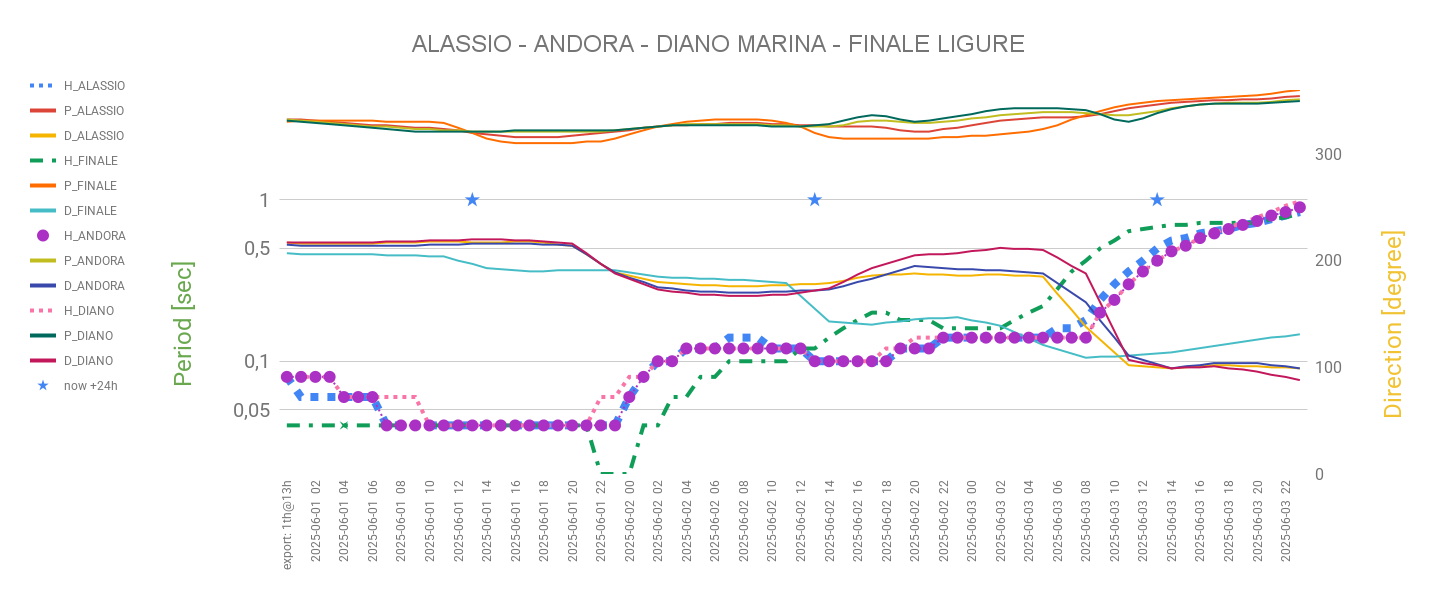 ALASSIO - ANDORA - DIANO MARINA - FINALE LIGURE
H_ALASSIO
P_ALASSIO
D_ALASSIO
H_FINALE
P_FINALE
D_FINALE
H_ANDORA
P_ANDORA
D_ANDORA
H_DIANO
P_DIANO
D_DIANO
now +24h
Period [sec]
1
0,5
0,1
0,05
300
200
100
0
Direction [degree]
export: 1th@13h
2025-06-01 02
2025-06-01 04
2025-06-01 06
2025-06-01 08
2025-06-01 10
2025-06-01 12
2025-06-01 14
2025-06-01 16
2025-06-01 18
2025-06-01 20
2025-06-01 22
2025-06-02 00
2025-06-02 02
2025-06-02 04
2025-06-02 06
2025-06-02 08
2025-06-02 10
2025-06-02 12
2025-06-02 14
2025-06-02 16
2025-06-02 18
2025-06-02 20
2025-06-02 22
2025-06-03 00
2025-06-03 02
2025-06-03 04
2025-06-03 06
2025-06-03 08
2025-06-03 10
2025-06-03 12
2025-06-03 14
2025-06-03 16
2025-06-03 18
2025-06-03 20
2025-06-03 22